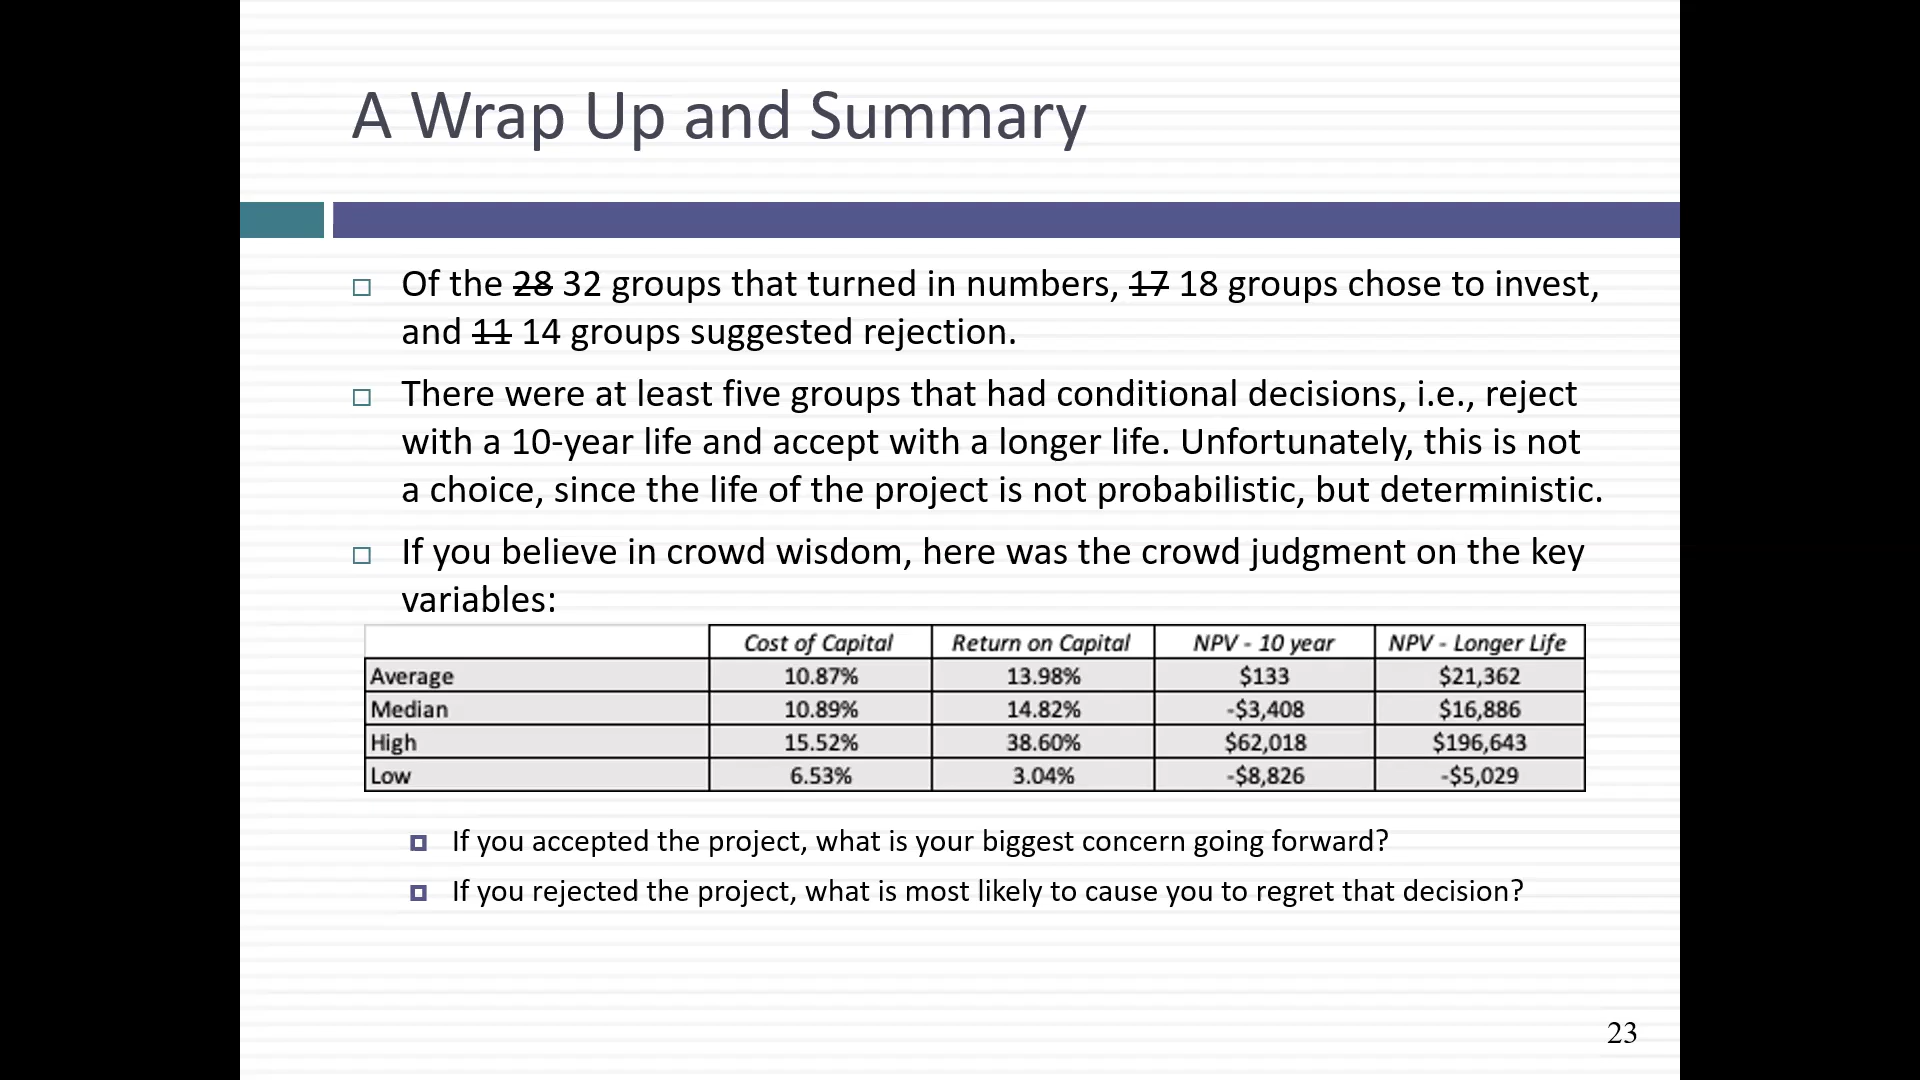 A Wrap Up and Summary
Of the 28 32 groups that turned in numbers, 17 18 groups chose to invest,
and 11 14 groups suggested rejection.
There were at least five groups that had conditional decisions, i.e., reject
with a 10-year life and accept with a longer life. Unfortunately, this is not
a choice, since the life of the project is not probabilistic, but deterministic.
If you believe in crowd wisdom, here was the crowd judgment on the key
variables:
Cost of Capital Return on Capital NPV - 10 year NPV - Longer Life
Average 10.87% 13.98% $133 $21,362
Median 10.89% 14.82% -$3,408 $16,886
High 15.52% 38.60% $62,018 $196,643
Low 6.53% 3.04% -$8,826 -$5,029
If you accepted the project, what is your biggest concern going forward?
If you rejected the project, what is most likely to cause you to regret that decision?
23